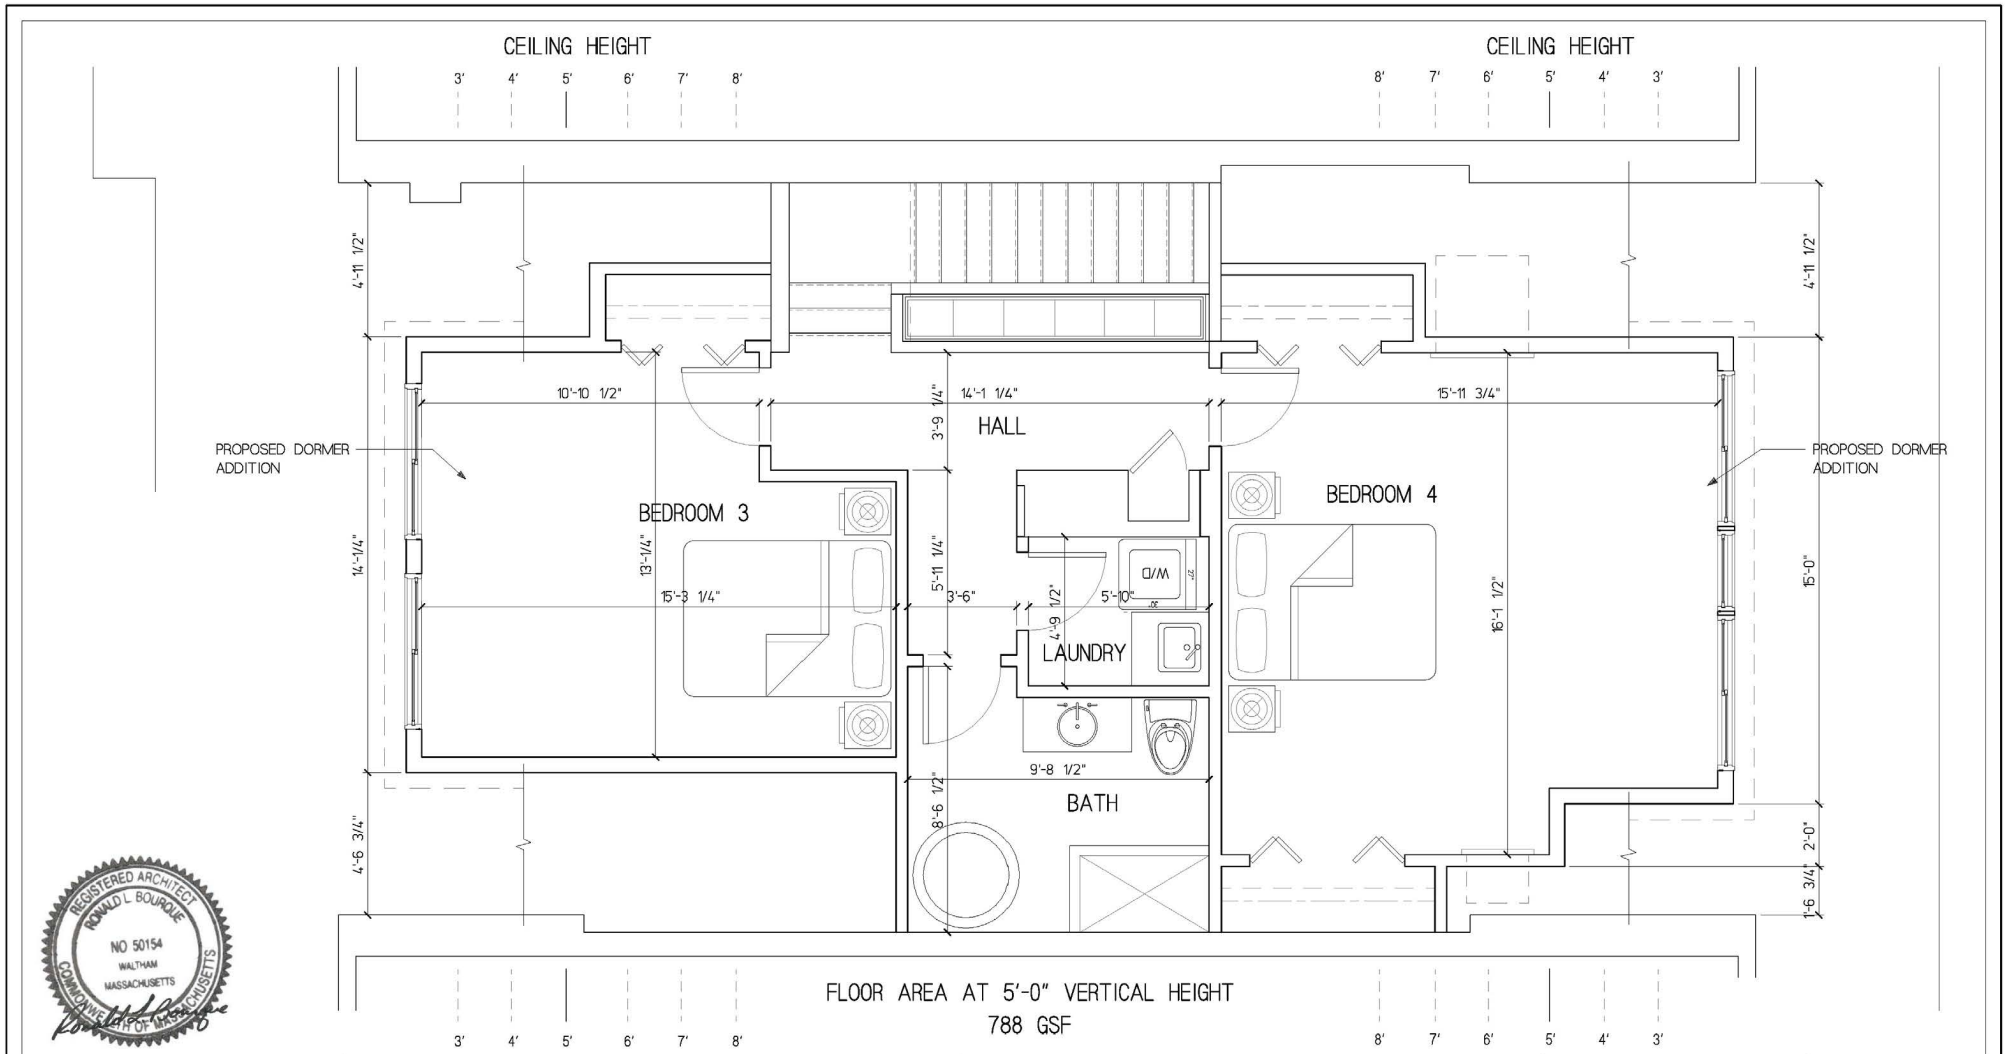 CEILING HEIGHT
CEILING HEIGHT
3' 4' 5' 6' 7' 8'
8' 7' 6' 5' 4' 3'
4'-11 1/2"
4'-11 1/2"
10'-10 1/2"
14'-1 1/4"
15'-11 3/4"
3'-9 1/4"
HALL
PROPOSED DORMER
ADDITION
PROPOSED DORMER
ADDITION
BEDROOM 3
BEDROOM 4
14'-1/4"
13'-1/4"
5'-11 1/4"
W/D
27"
30"
15'-0"
15'-3 1/4"
3'-6"
4'-9 1/2"
5'-10"
16'-1 1/2"
LAUNDRY
9'-8 1/2"
8'-6 1/2"
BATH
4'-6 3/4"
2'-0"
1'-6 3/4"
REGISTERED ARCHITECT
RONALD L BOURQUE
NO 50154
WALTHAM
MASSACHUSETTS
COMMONWEALTH OF MASSACHUSETTS
Ronald L. Bourque
FLOOR AREA AT 5'-0" VERTICAL HEIGHT
788 GSF
3' 4' 5' 6' 7' 8'
8' 7' 6' 5' 4' 3'